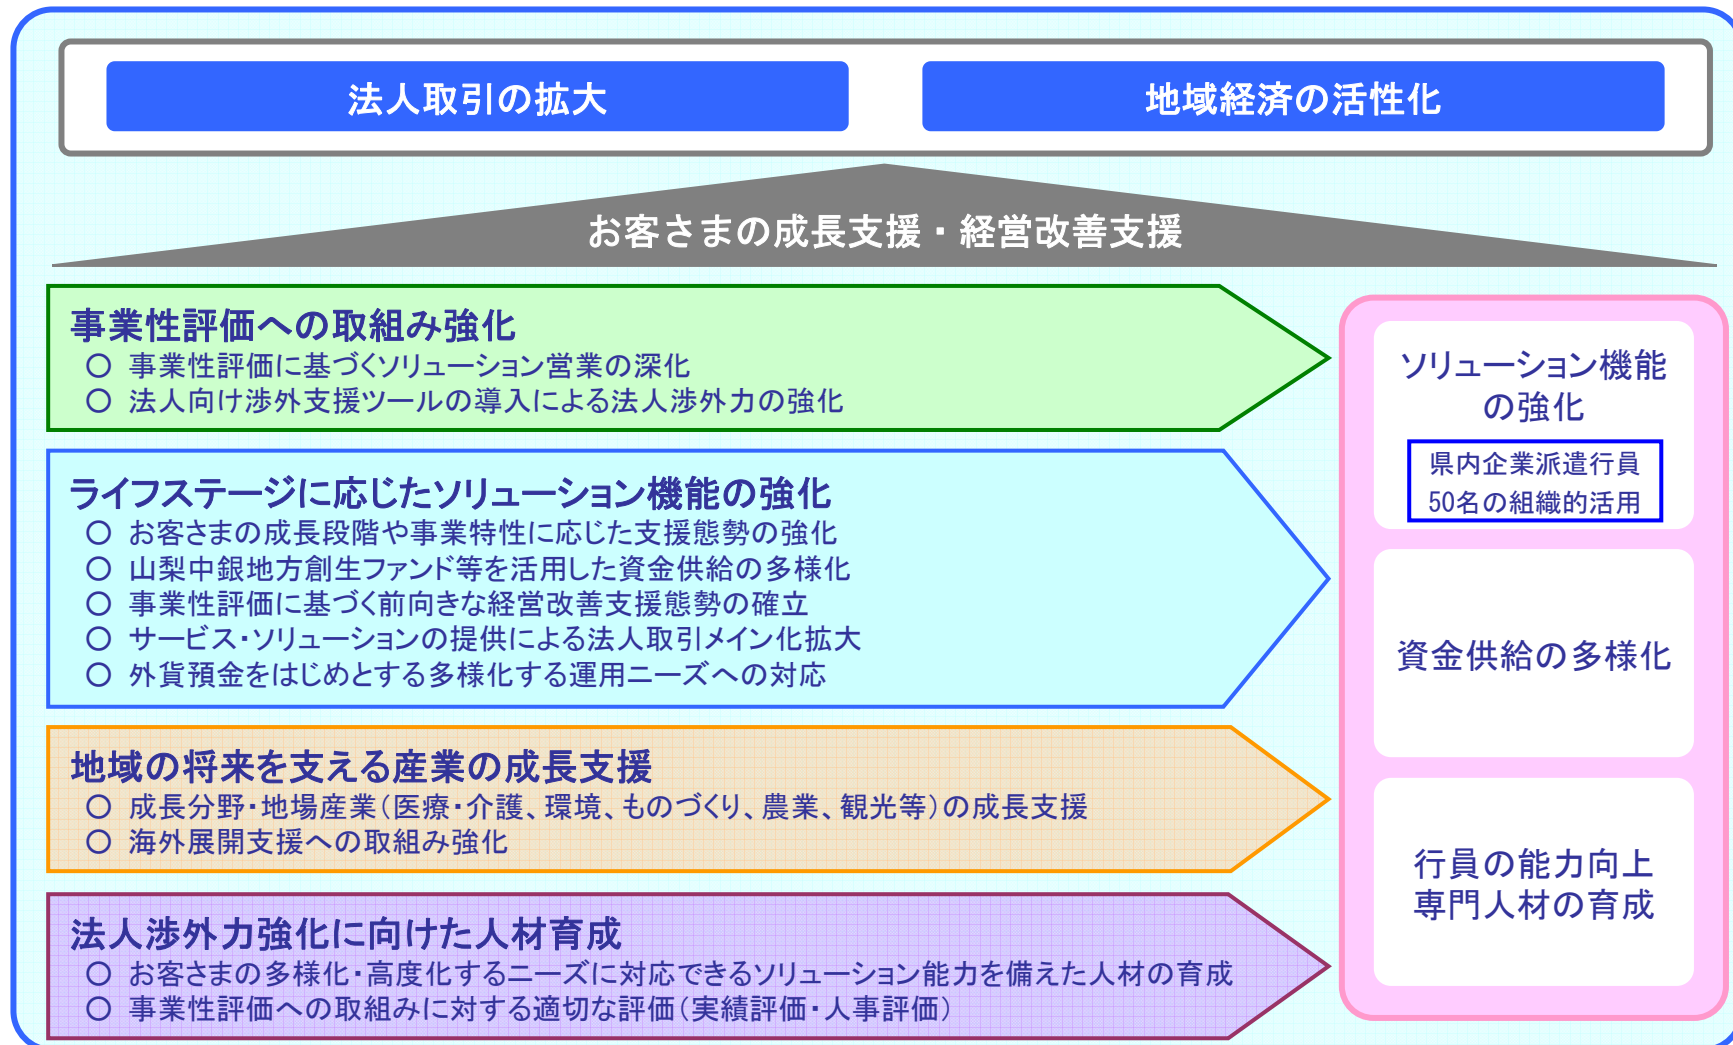 法人取引の拡大
地域経済の活性化
お客さまの成長支援・経営改善支援
事業性評価への取組み強化
○ 事業性評価に基づくソリューション営業の深化
○ 法人向け渉外支援ツールの導入による法人渉外力の強化
ライフステージに応じたソリューション機能の強化
○ お客さまの成長段階や事業特性に応じた支援態勢の強化
○ 山梨中銀地方創生ファンド等を活用した資金供給の多様化
○ 事業性評価に基づく前向きな経営改善支援態勢の確立
○ サービス・ソリューションの提供による法人取引メイン化拡大
○ 外貨預金をはじめとする多様化する運用ニーズへの対応
地域の将来を支える産業の成長支援
○ 成長分野・地場産業（医療・介護、環境、ものづくり、農業、観光等）の成長支援
○ 海外展開支援への取組み強化
法人渉外力強化に向けた人材育成
○ お客さまの多様化・高度化するニーズに対応できるソリューション能力を備えた人材の育成
○ 事業性評価への取組みに対する適切な評価（実績評価・人事評価）
ソリューション機能
の強化
県内企業派遣行員
50名の組織的活用
資金供給の多様化
行員の能力向上
専門人材の育成